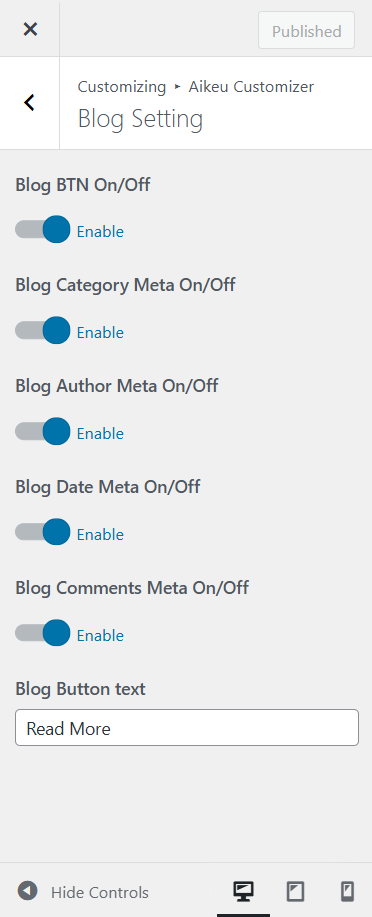 Published
Customizing ▸ Aikeu Customizer
Blog Setting
Blog BTN On/Off
Enable
Blog Category Meta On/Off
Enable
Blog Author Meta On/Off
Enable
Blog Date Meta On/Off
Enable
Blog Comments Meta On/Off
Enable
Blog Button text
Read More
Hide Controls